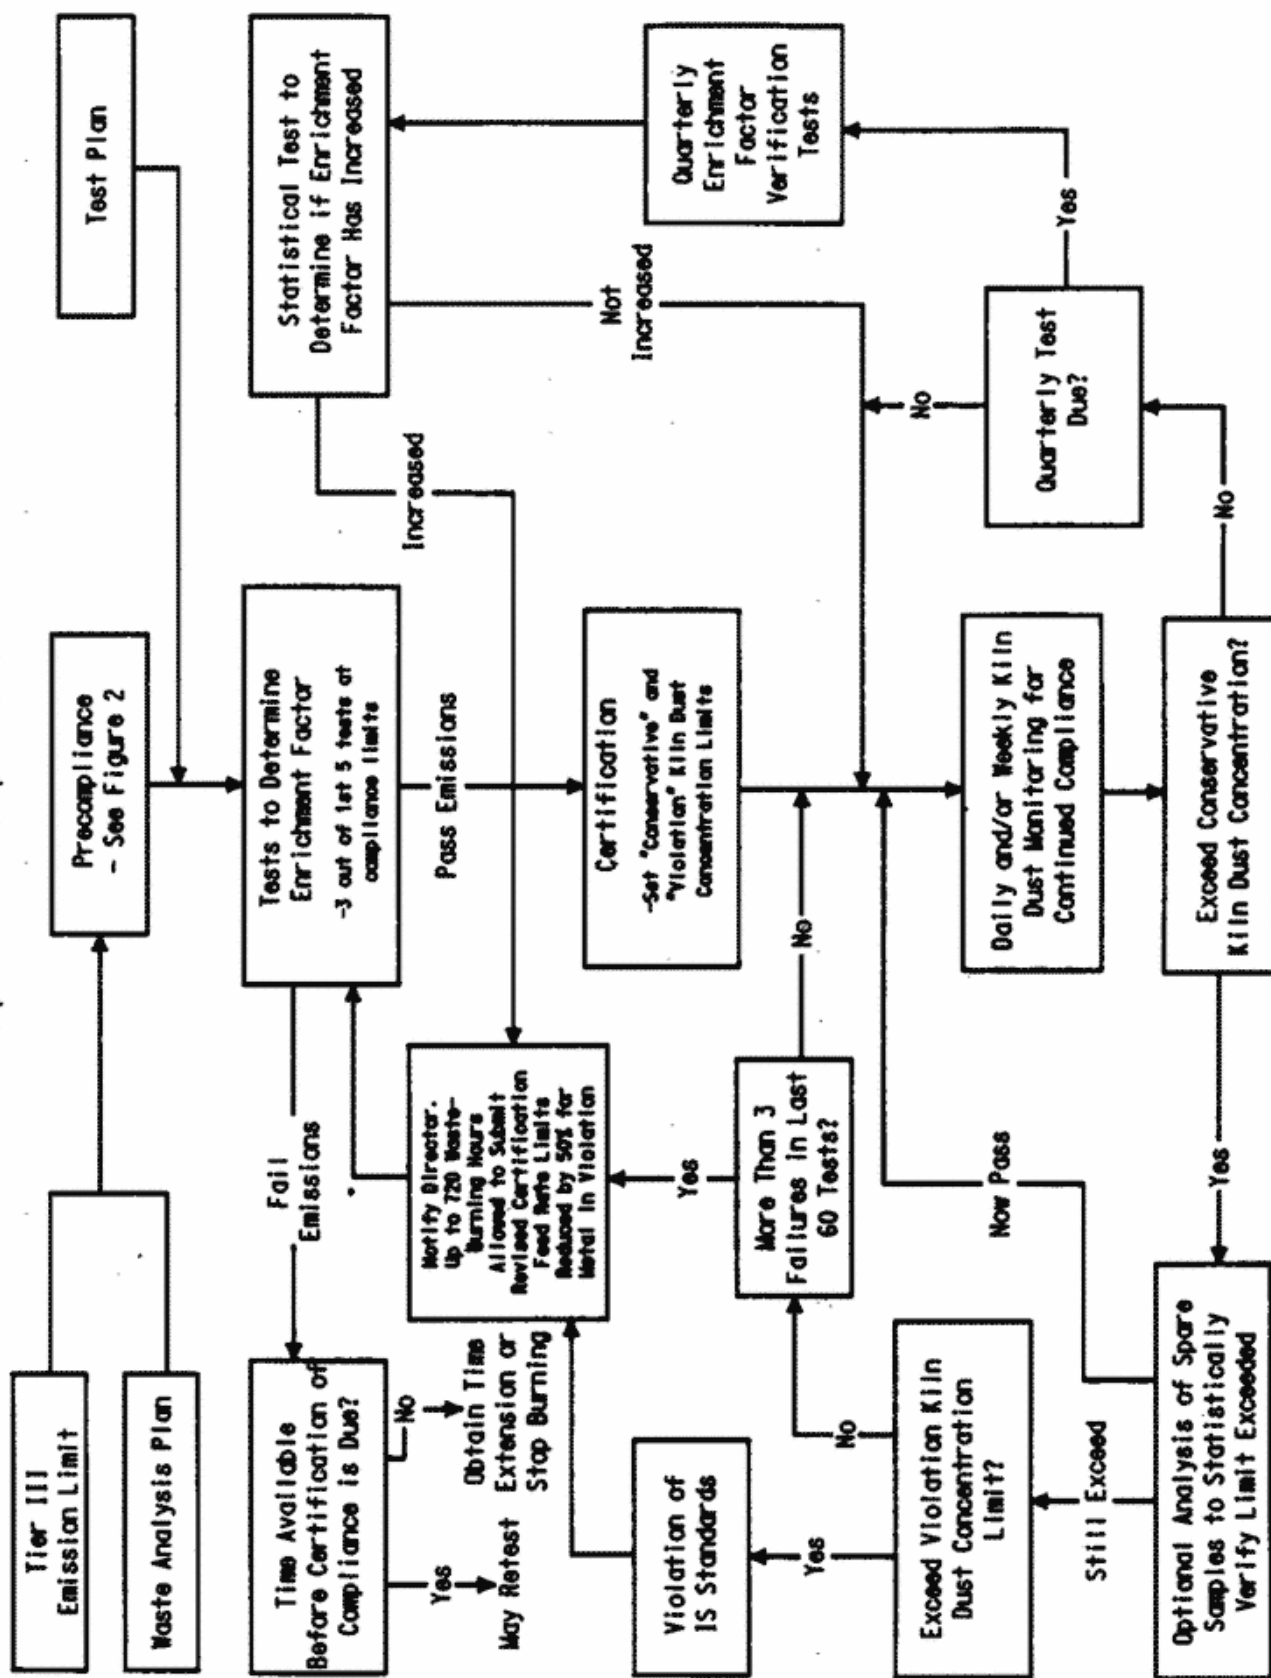 Tier III
Emission Limit
Waste Analysis Plan
Precompliance
- See Figure 2
Test Plan
Time Available
Before Certification of
Compliance is Due?
Yes
May Retest
No
Obtain Time
Extension or
Stop Burning
Fail
Emissions
Tests to Determine
Enrichment Factor
-3 out of 1st 5 tests at
compliance limits
Pass Emissions
Statistical Test to
Determine if Enrichment
Factor Has Increased
Increased
Not
Increased
Notify Director.
Up to 720 Waste-
Burning Hours
Allowed to Submit
Revised Certification
Feed Rate Limits
Reduced by 50% for
Metal in Violation
Certification
-Set "Conservative" and
"Violation" Kiln Dust
Concentration Limits
Quarterly
Enrichment
Factor
Verification
Tests
Violation of
IS Standards
Yes
More Than 3
Failures in Last
60 Tests?
Yes
No
Exceed Violation Kiln
Dust Concentration
Limit?
Yes
No
Still Exceed
Now Pass
Daily and/or Weekly Kiln
Dust Monitoring for
Continued Compliance
Quarterly Test
Due?
No
Yes
Optional Analysis of Spare
Samples to Statistically
Verify Limit Exceeded
Yes
Exceed Conservative
Kiln Dust Concentration?
No